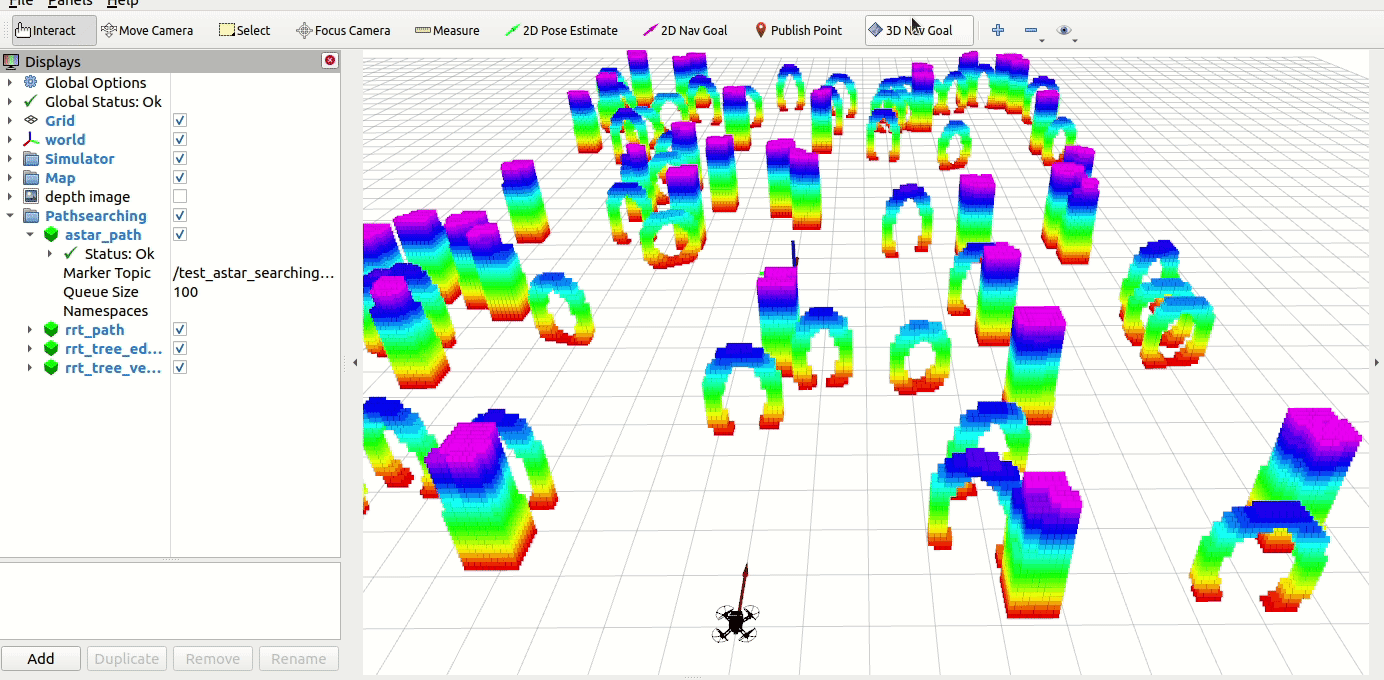 File Panels Help
Interact Move Camera Select Focus Camera Measure 2D Pose Estimate 2D Nav Goal Publish Point 3D Nav Goal
Displays
Global Options
Global Status: Ok
Grid
world
Simulator
Map
depth image
Pathsearching
astar_path
Status: Ok
Marker Topic /test_astar_searching...
Queue Size 100
Namespaces
rrt_path
rrt_tree_ed...
rrt_tree_ve...
Add Duplicate Remove Rename